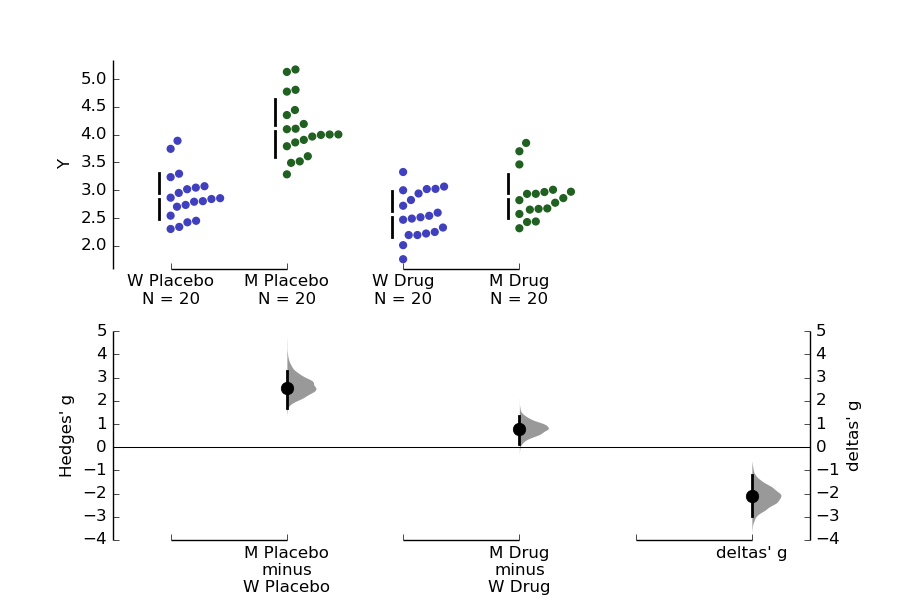 5.0
4.5
4.0
3.5
3.0
2.5
2.0
Y
W Placebo
N = 20
M Placebo
N = 20
W Drug
N = 20
M Drug
N = 20
5
4
3
2
1
0
−1
−2
−3
−4
Hedges' g
5
4
3
2
1
0
−1
−2
−3
−4
deltas' g
M Placebo
minus
W Placebo
M Drug
minus
W Drug
deltas' g